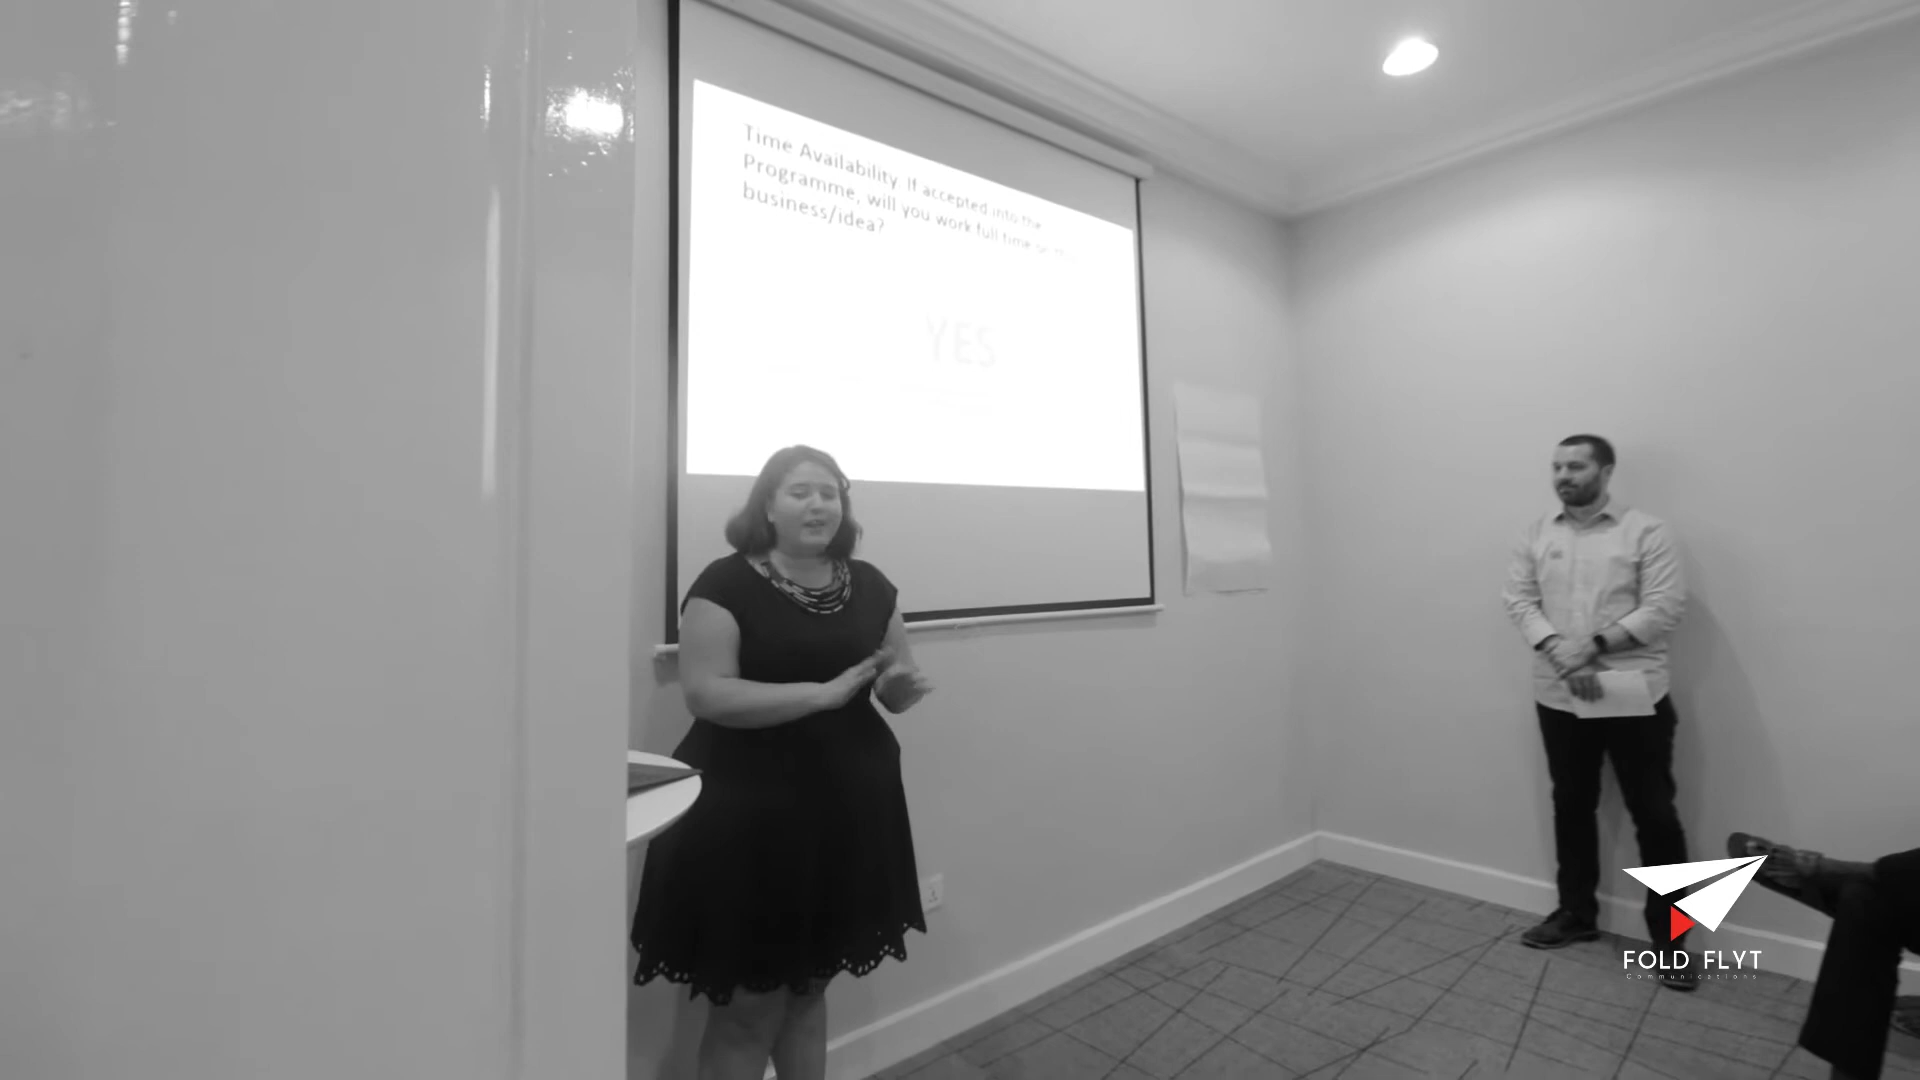 Time Availability. If accepted into the
Programme, will you work full time on this
business/idea?
YES
FOLD FLYT
Communications